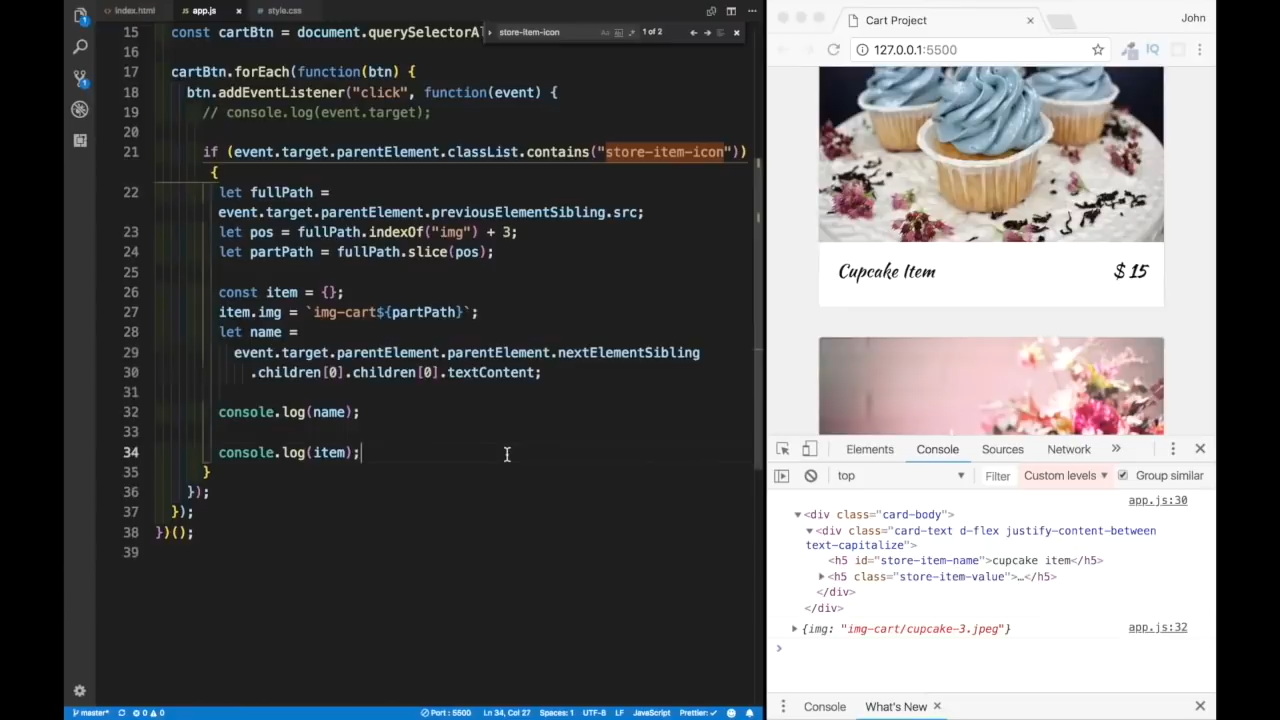 index.html
app.js ×
style.css
15 const cartBtn = document.querySelectorAl
store-item-icon 1 of 2
16
17 cartBtn.forEach(function(btn) {
18 btn.addEventListener("click", function(event) {
19 // console.log(event.target);
20
21 if (event.target.parentElement.classList.contains("store-item-icon"))
{
22 let fullPath =
event.target.parentElement.previousElementSibling.src;
23 let pos = fullPath.indexOf("img") + 3;
24 let partPath = fullPath.slice(pos);
25
26 const item = {};
27 item.img = `img-cart${partPath}`;
28 let name =
29 event.target.parentElement.parentElement.nextElementSibling
30 .children[0].children[0].textContent;
31
32 console.log(name);
33
34 console.log(item);
35 }
36 });
37 });
38 })();
39
master* 0 0 Port : 5500 Ln 34, Col 27 Spaces: 1 UTF-8 LF JavaScript Prettier: ✓
Cart Project ×
John
127.0.0.1:5500
IQ
Cupcake Item $ 15
Elements Console Sources Network »
top Filter Custom levels Group similar
app.js:30
<div class="card-body">
<div class="card-text d-flex justify-content-between
text-capitalize">
<h5 id="store-item-name">cupcake item</h5>
<h5 class="store-item-value">…</h5>
</div>
</div>
{img: "img-cart/cupcake-3.jpeg"} app.js:32
Console What's New ×